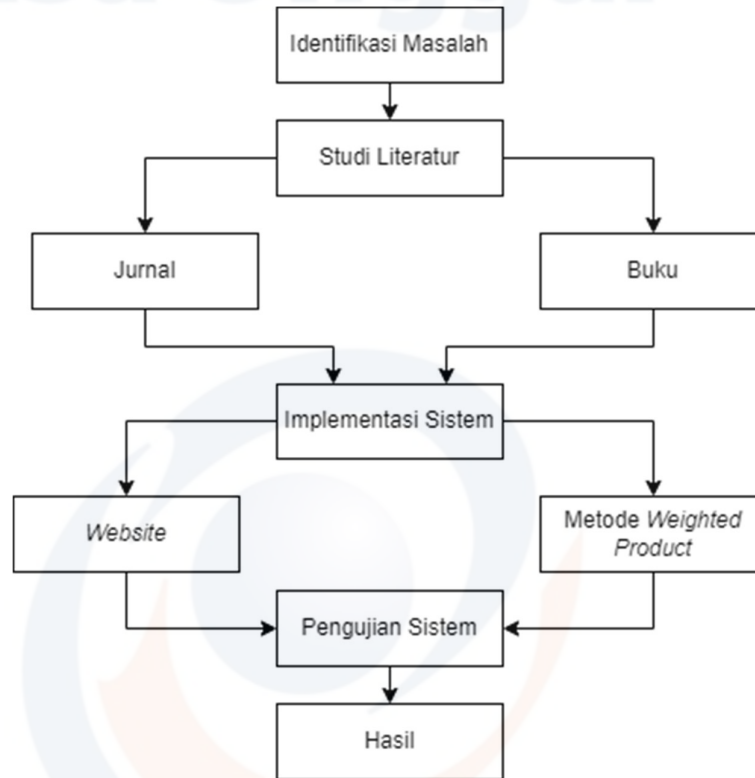 Identifikasi Masalah
Studi Literatur
Jurnal
Buku
Implementasi Sistem
Website
Metode Weighted
Product
Pengujian Sistem
Hasil